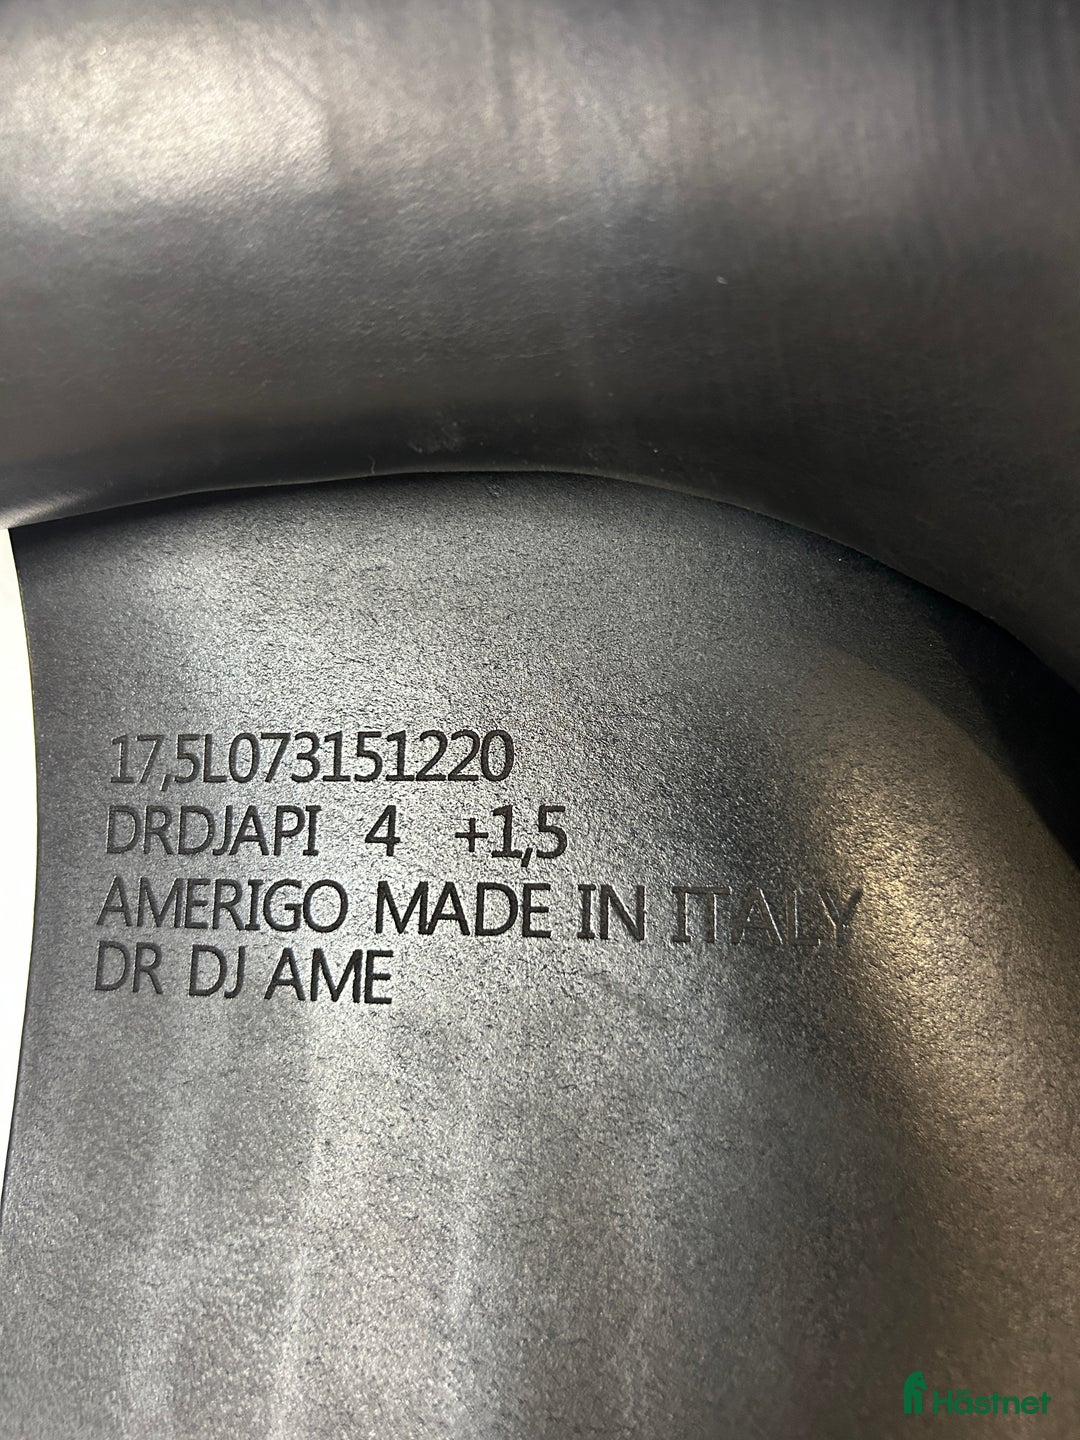 17,5L073151220
DRDJAPI 4 +1,5
AMERIGO MADE IN ITALY
DR DJ AME
Hästnet